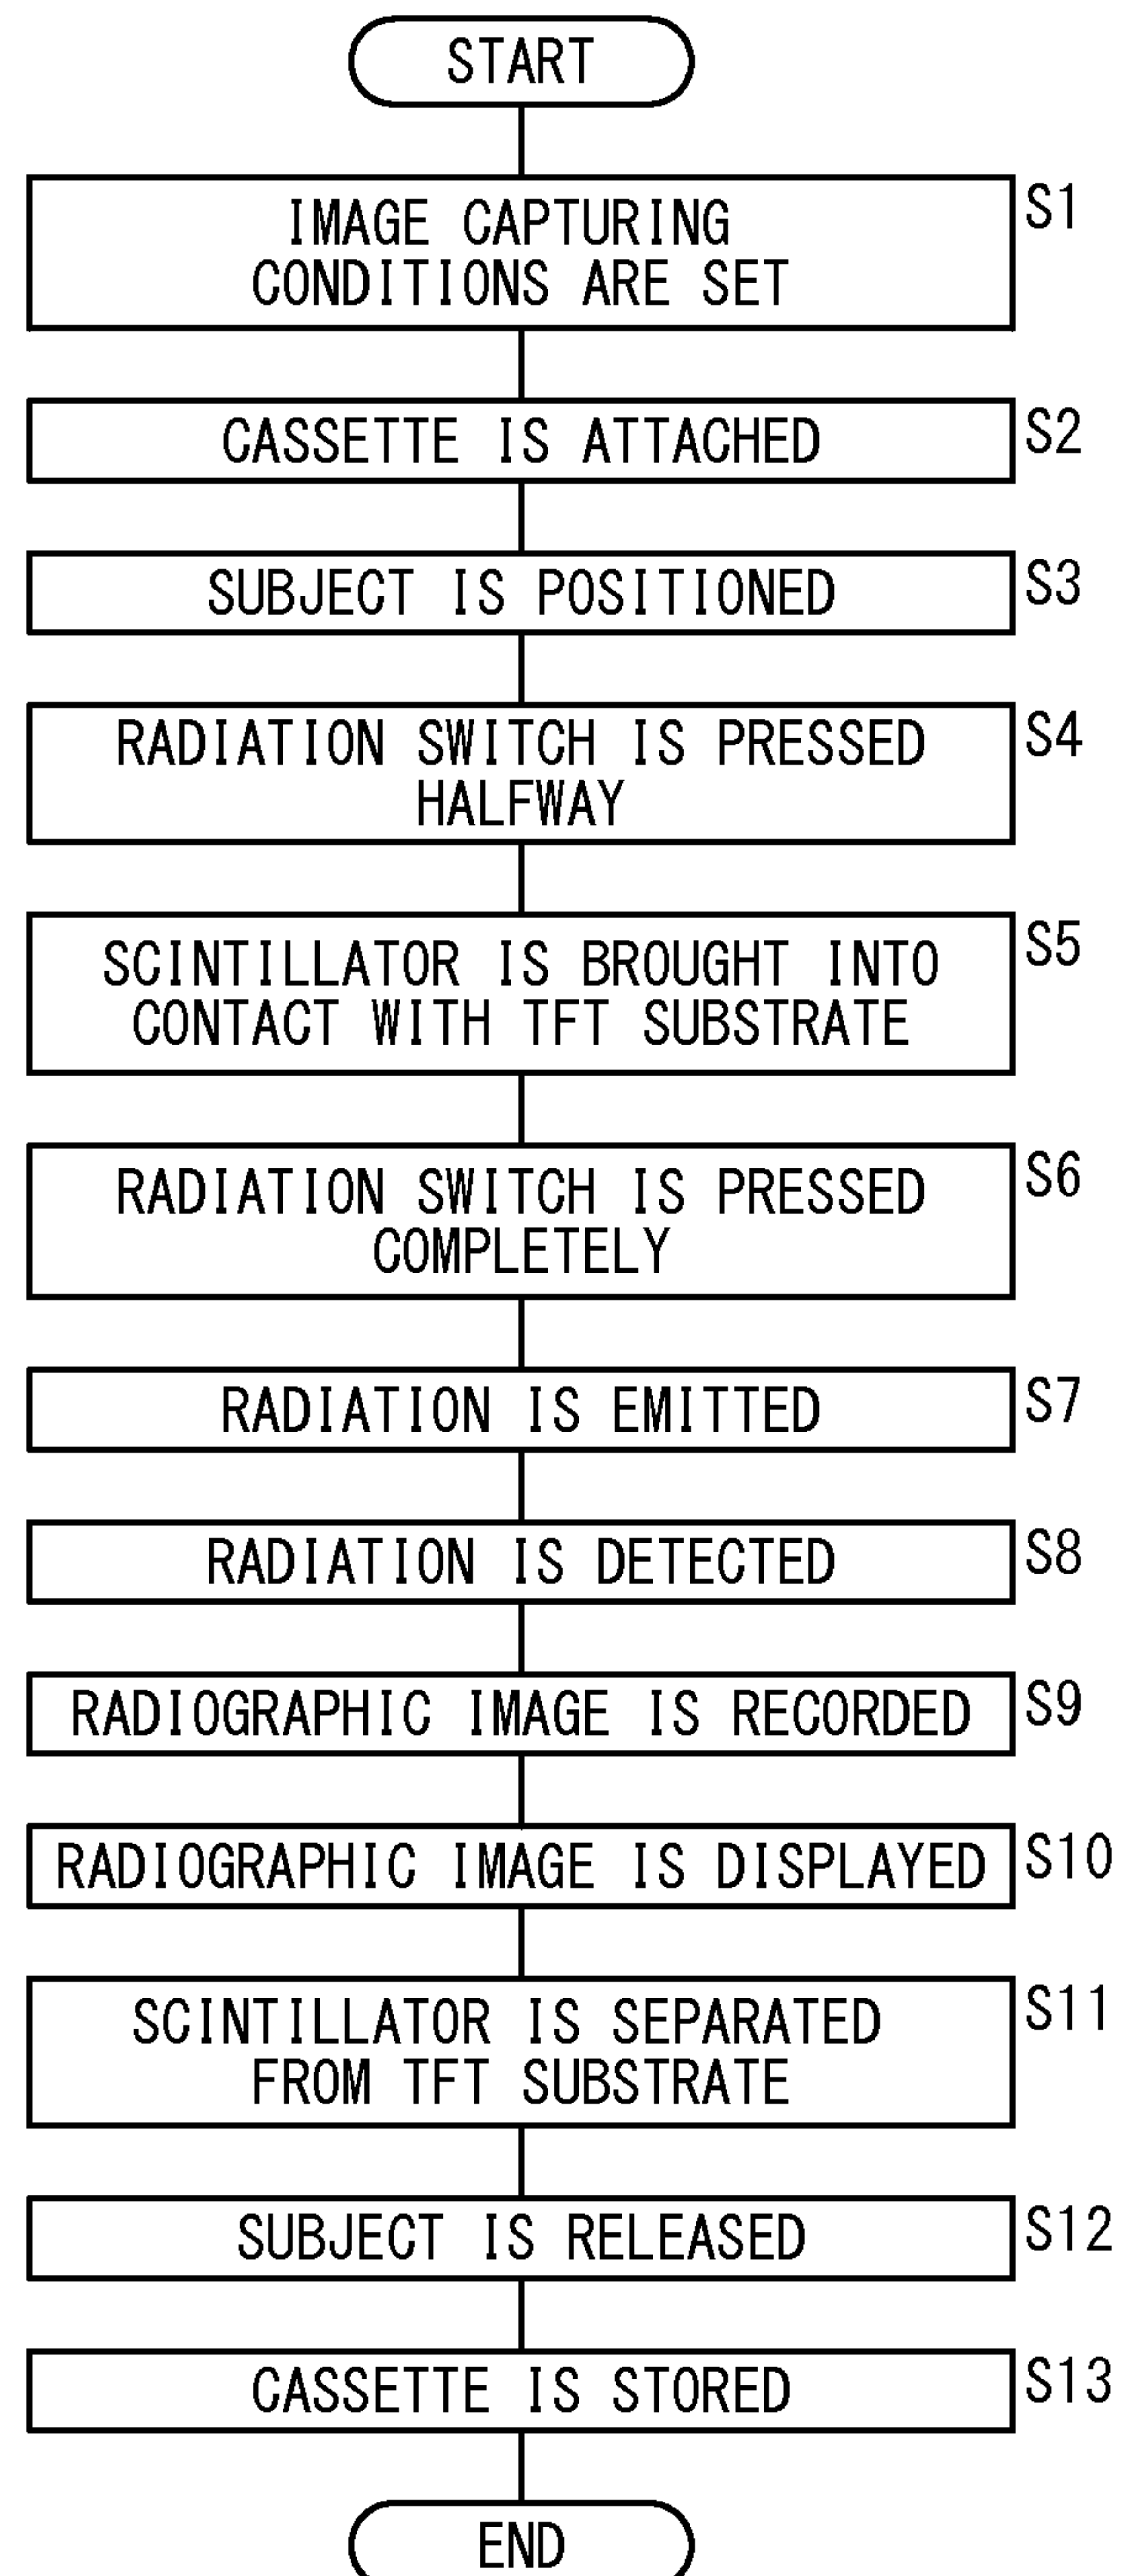 START
IMAGE CAPTURING
CONDITIONS ARE SET
S1
CASSETTE IS ATTACHED
S2
SUBJECT IS POSITIONED
S3
RADIATION SWITCH IS PRESSED
HALFWAY
S4
SCINTILLATOR IS BROUGHT INTO
CONTACT WITH TFT SUBSTRATE
S5
RADIATION SWITCH IS PRESSED
COMPLETELY
S6
RADIATION IS EMITTED
S7
RADIATION IS DETECTED
S8
RADIOGRAPHIC IMAGE IS RECORDED
S9
RADIOGRAPHIC IMAGE IS DISPLAYED
S10
SCINTILLATOR IS SEPARATED
FROM TFT SUBSTRATE
S11
SUBJECT IS RELEASED
S12
CASSETTE IS STORED
S13
END